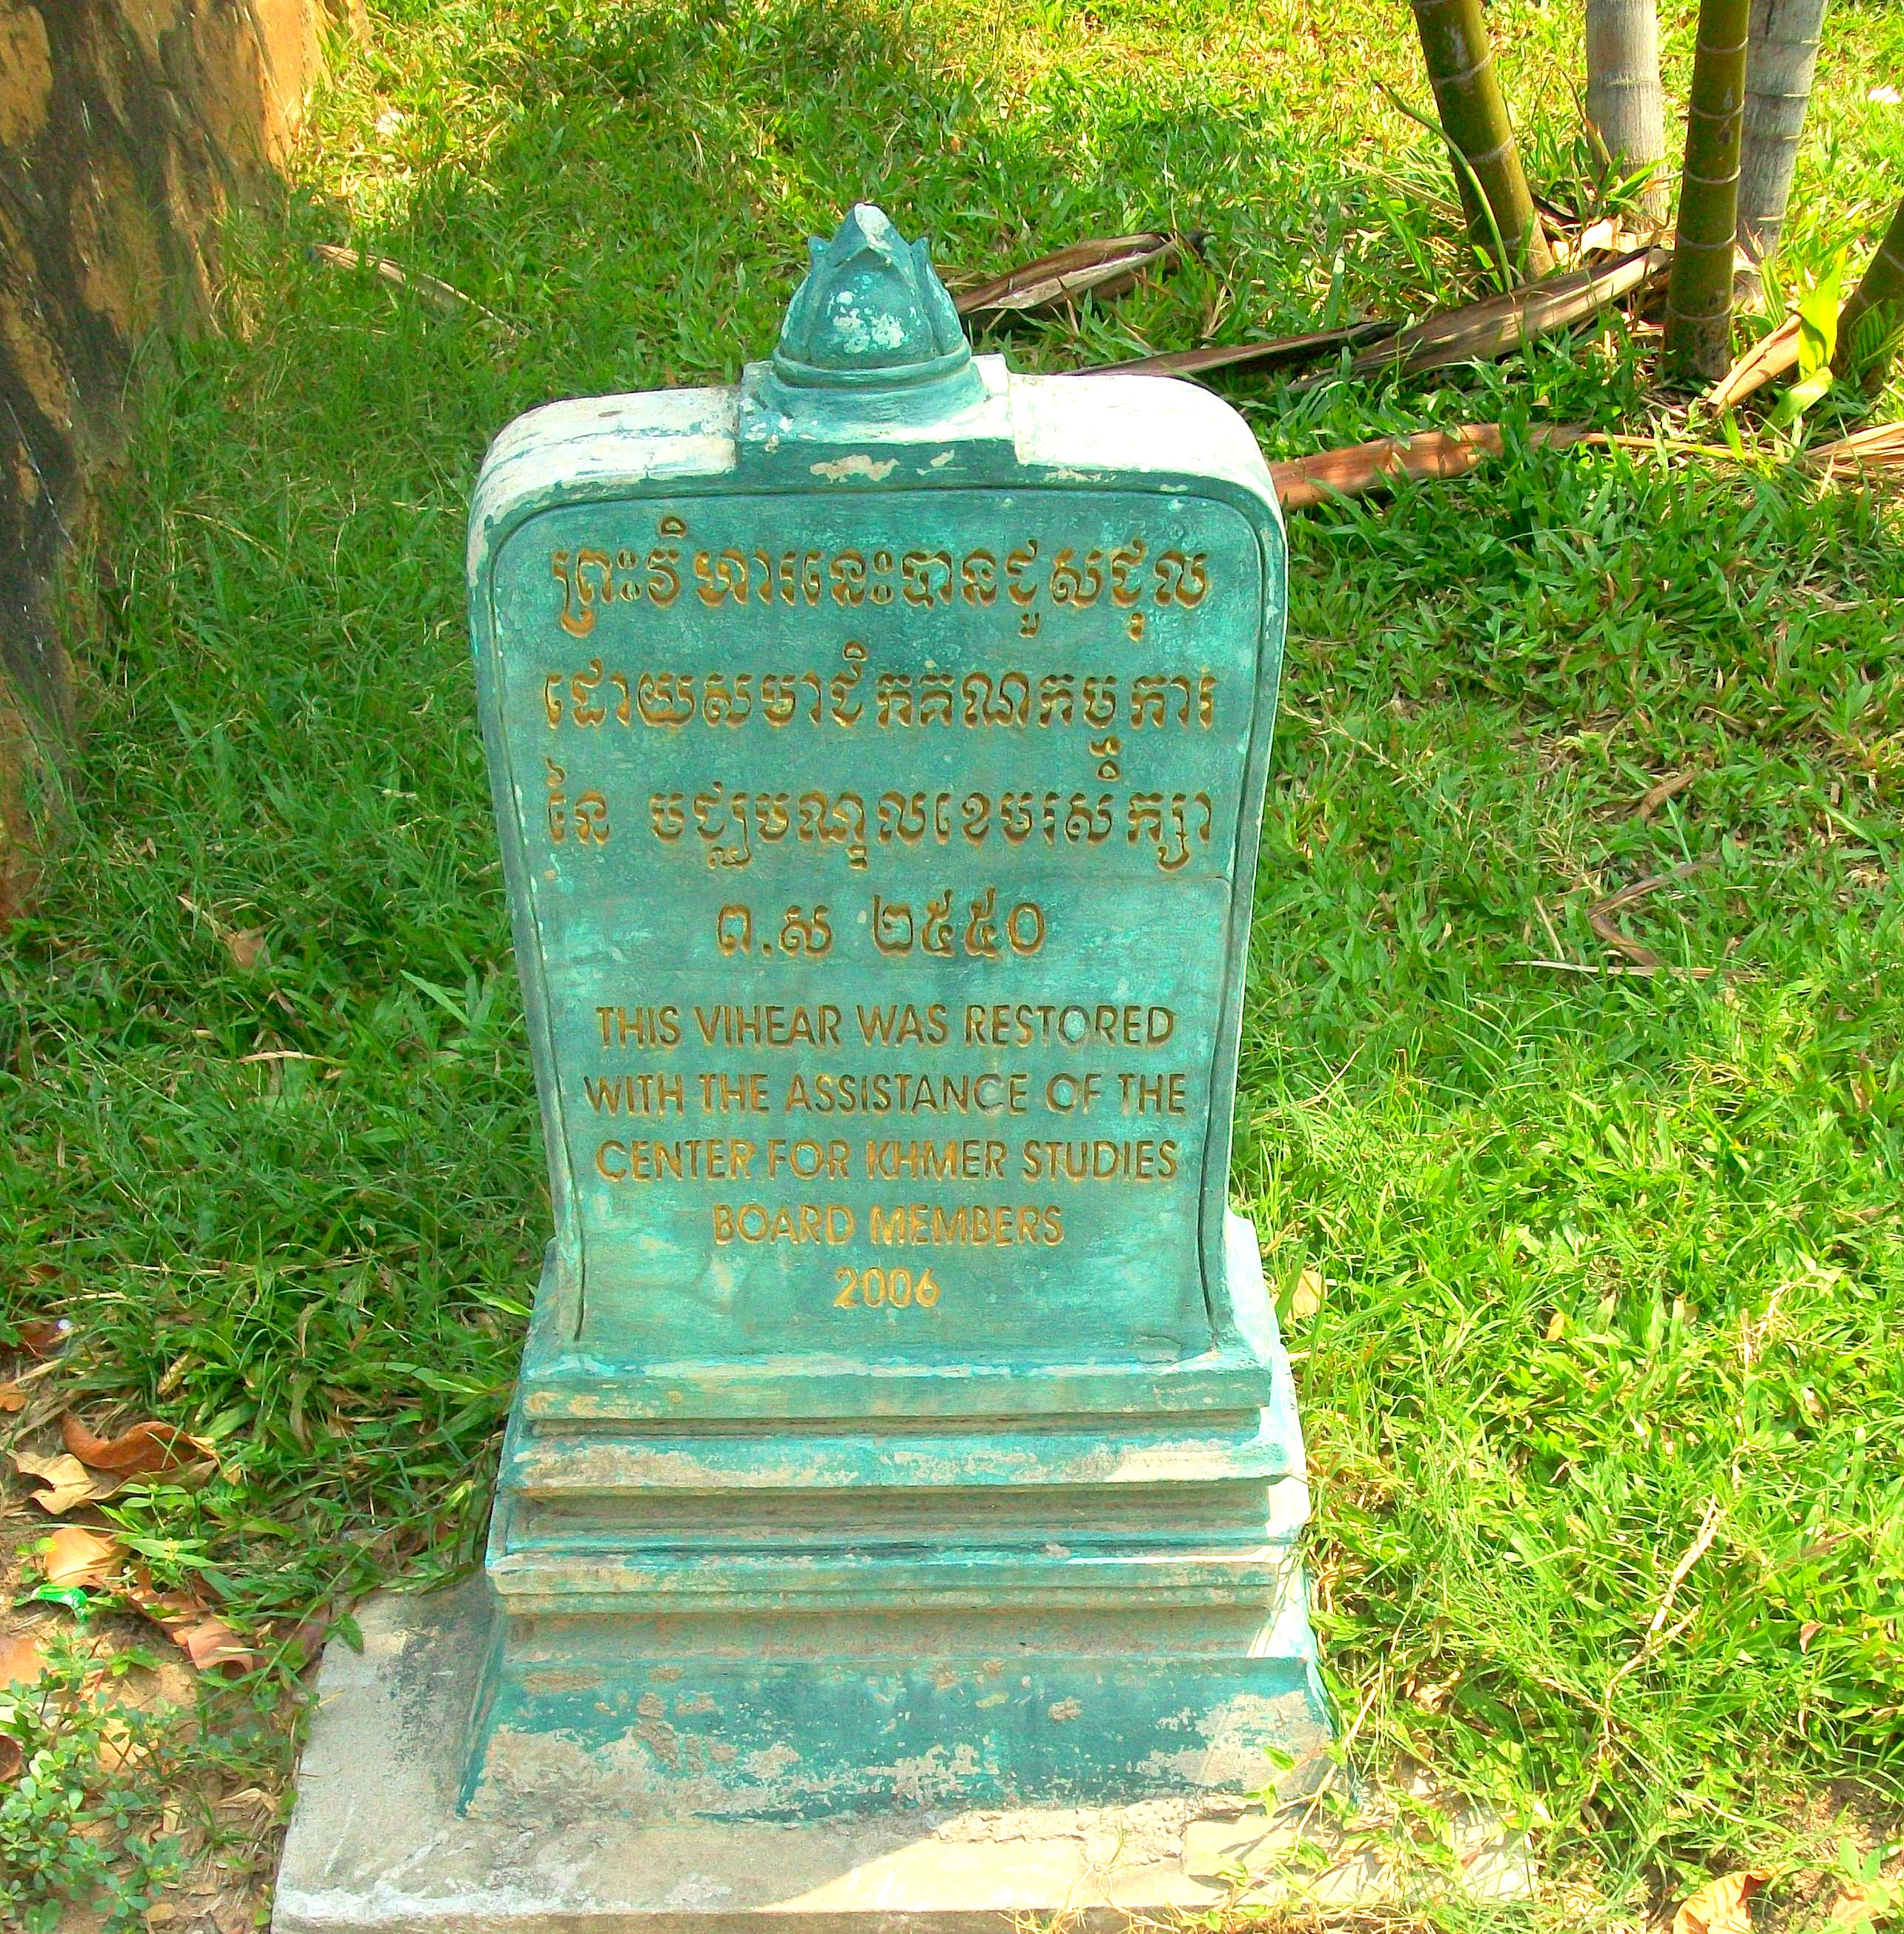 ព្រះវិហារនេះបានជួសជុល
ដោយសមាជិកគណកម្មការ
នៃ មជ្ឈមណ្ឌលខេមរសិក្សា
ព.ស ២៥៥០
THIS VIHEAR WAS RESTORED
WITH THE ASSISTANCE OF THE
CENTER FOR KHMER STUDIES
BOARD MEMBERS
2006